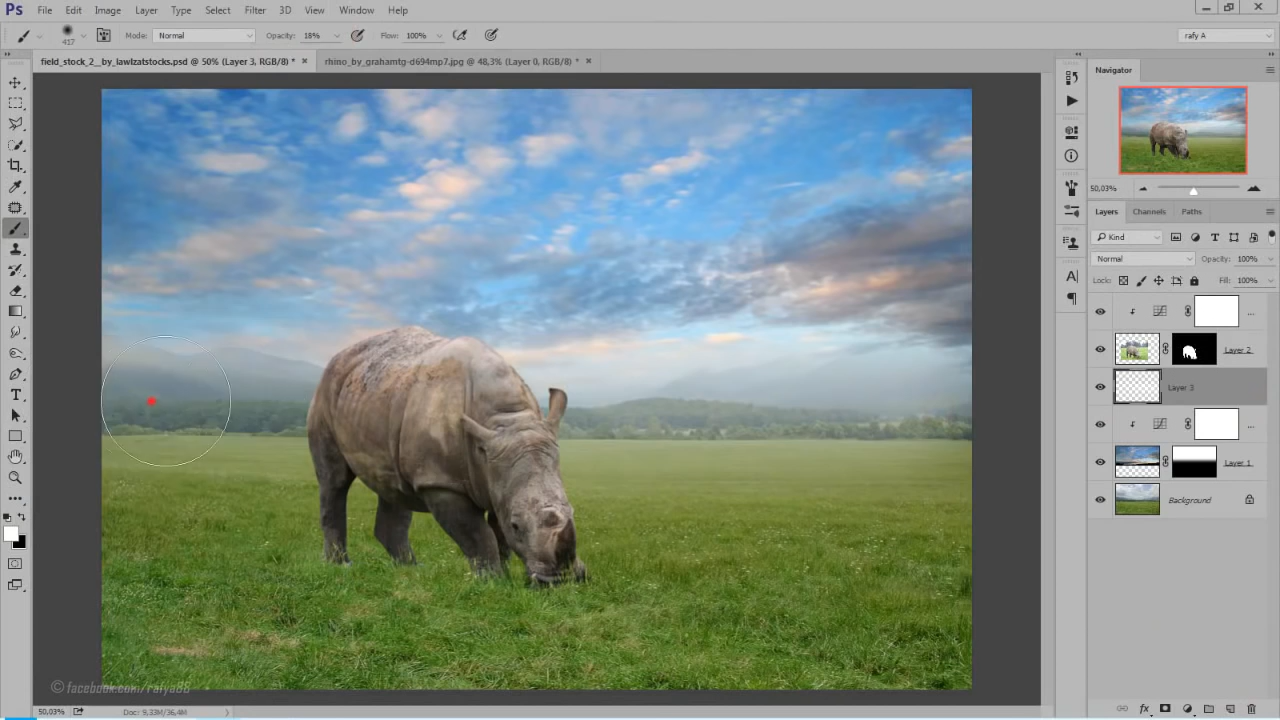 Ps File Edit Image Layer Type Select Filter 3D View Window Help
417 Mode: Normal Opacity: 18% Flow: 100% rafy A
field_stock_2__by_lawlzatstocks.psd @ 50% (Layer 3, RGB/8) * × rhino_by_grahamtg-d694mp7.jpg @ 48,3% (Layer 0, RGB/8) * ×
Navigator
50,03%
Layers Channels Paths
Kind
Normal Opacity: 100%
Lock: Fill: 100%
...
Layer 2
Layer 3
...
Layer 1
Background
© facebook.com/rafya88
50,03% Doc: 9,33M/36,4M
fx